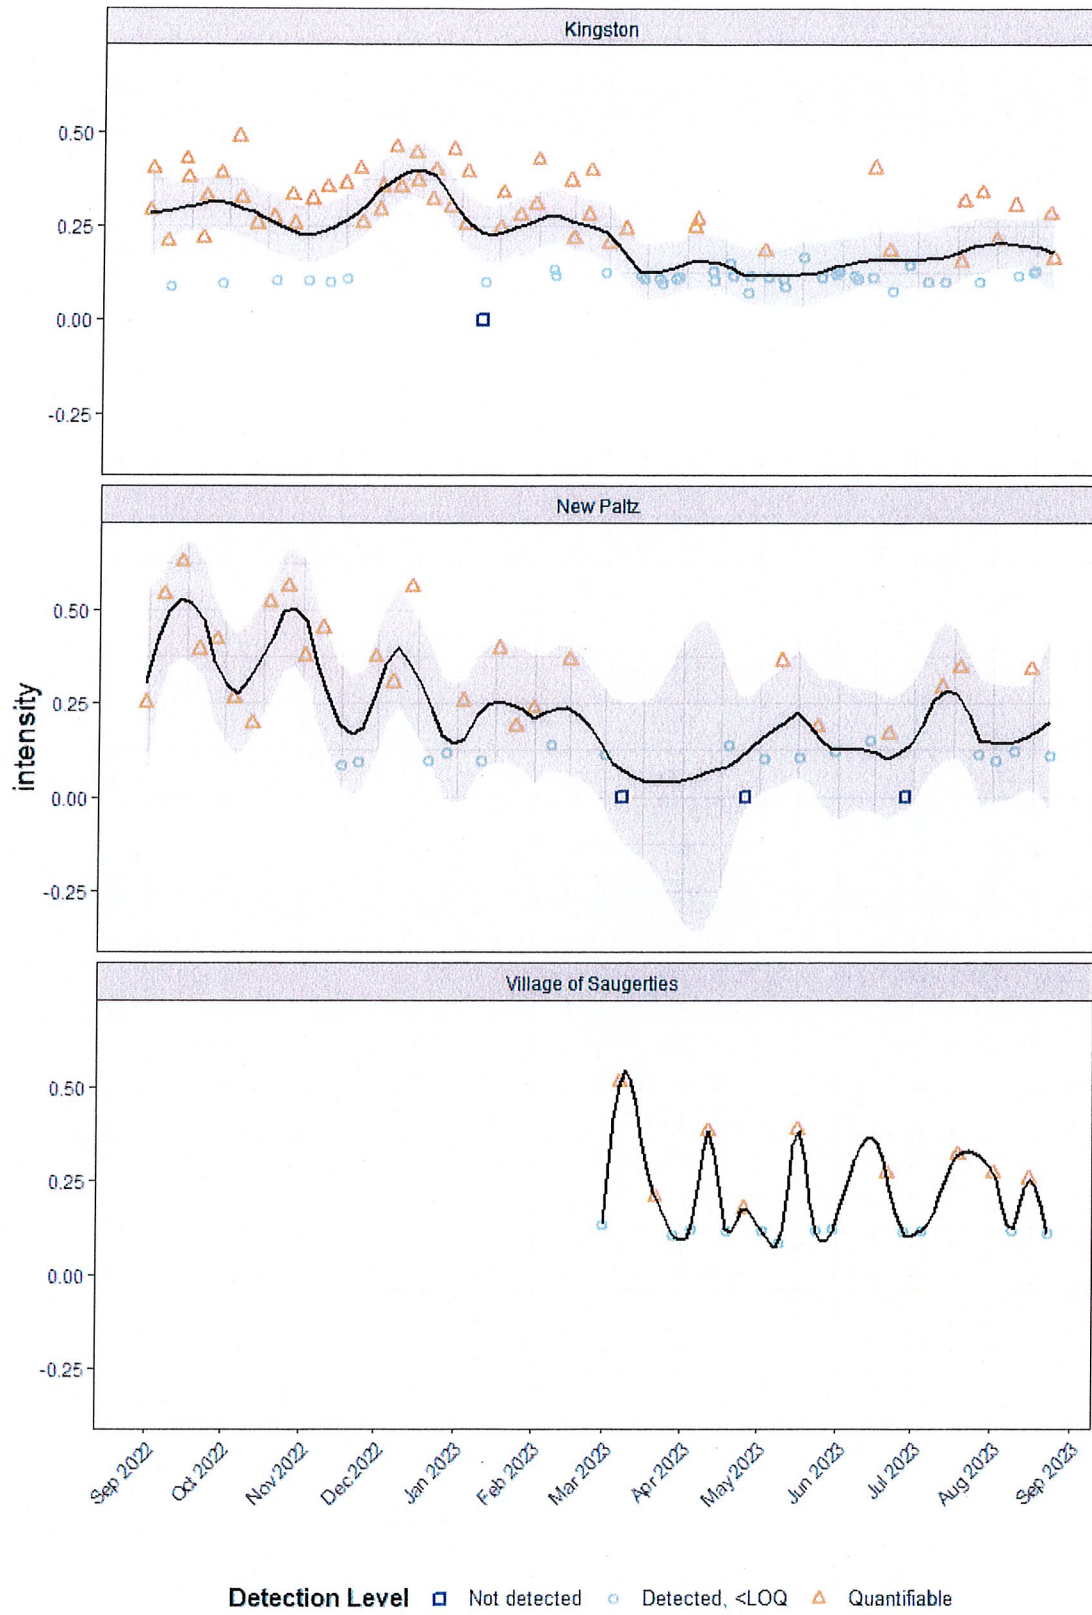 Kingston
0.50
0.25
0.00
-0.25
New Paltz
0.50
0.25
0.00
-0.25
intensity
Village of Saugerties
0.50
0.25
0.00
-0.25
Sep 2022
Oct 2022
Nov 2022
Dec 2022
Jan 2023
Feb 2023
Mar 2023
Apr 2023
May 2023
Jun 2023
Jul 2023
Aug 2023
Sep 2023
Detection Level Not detected Detected, <LOQ Quantifiable